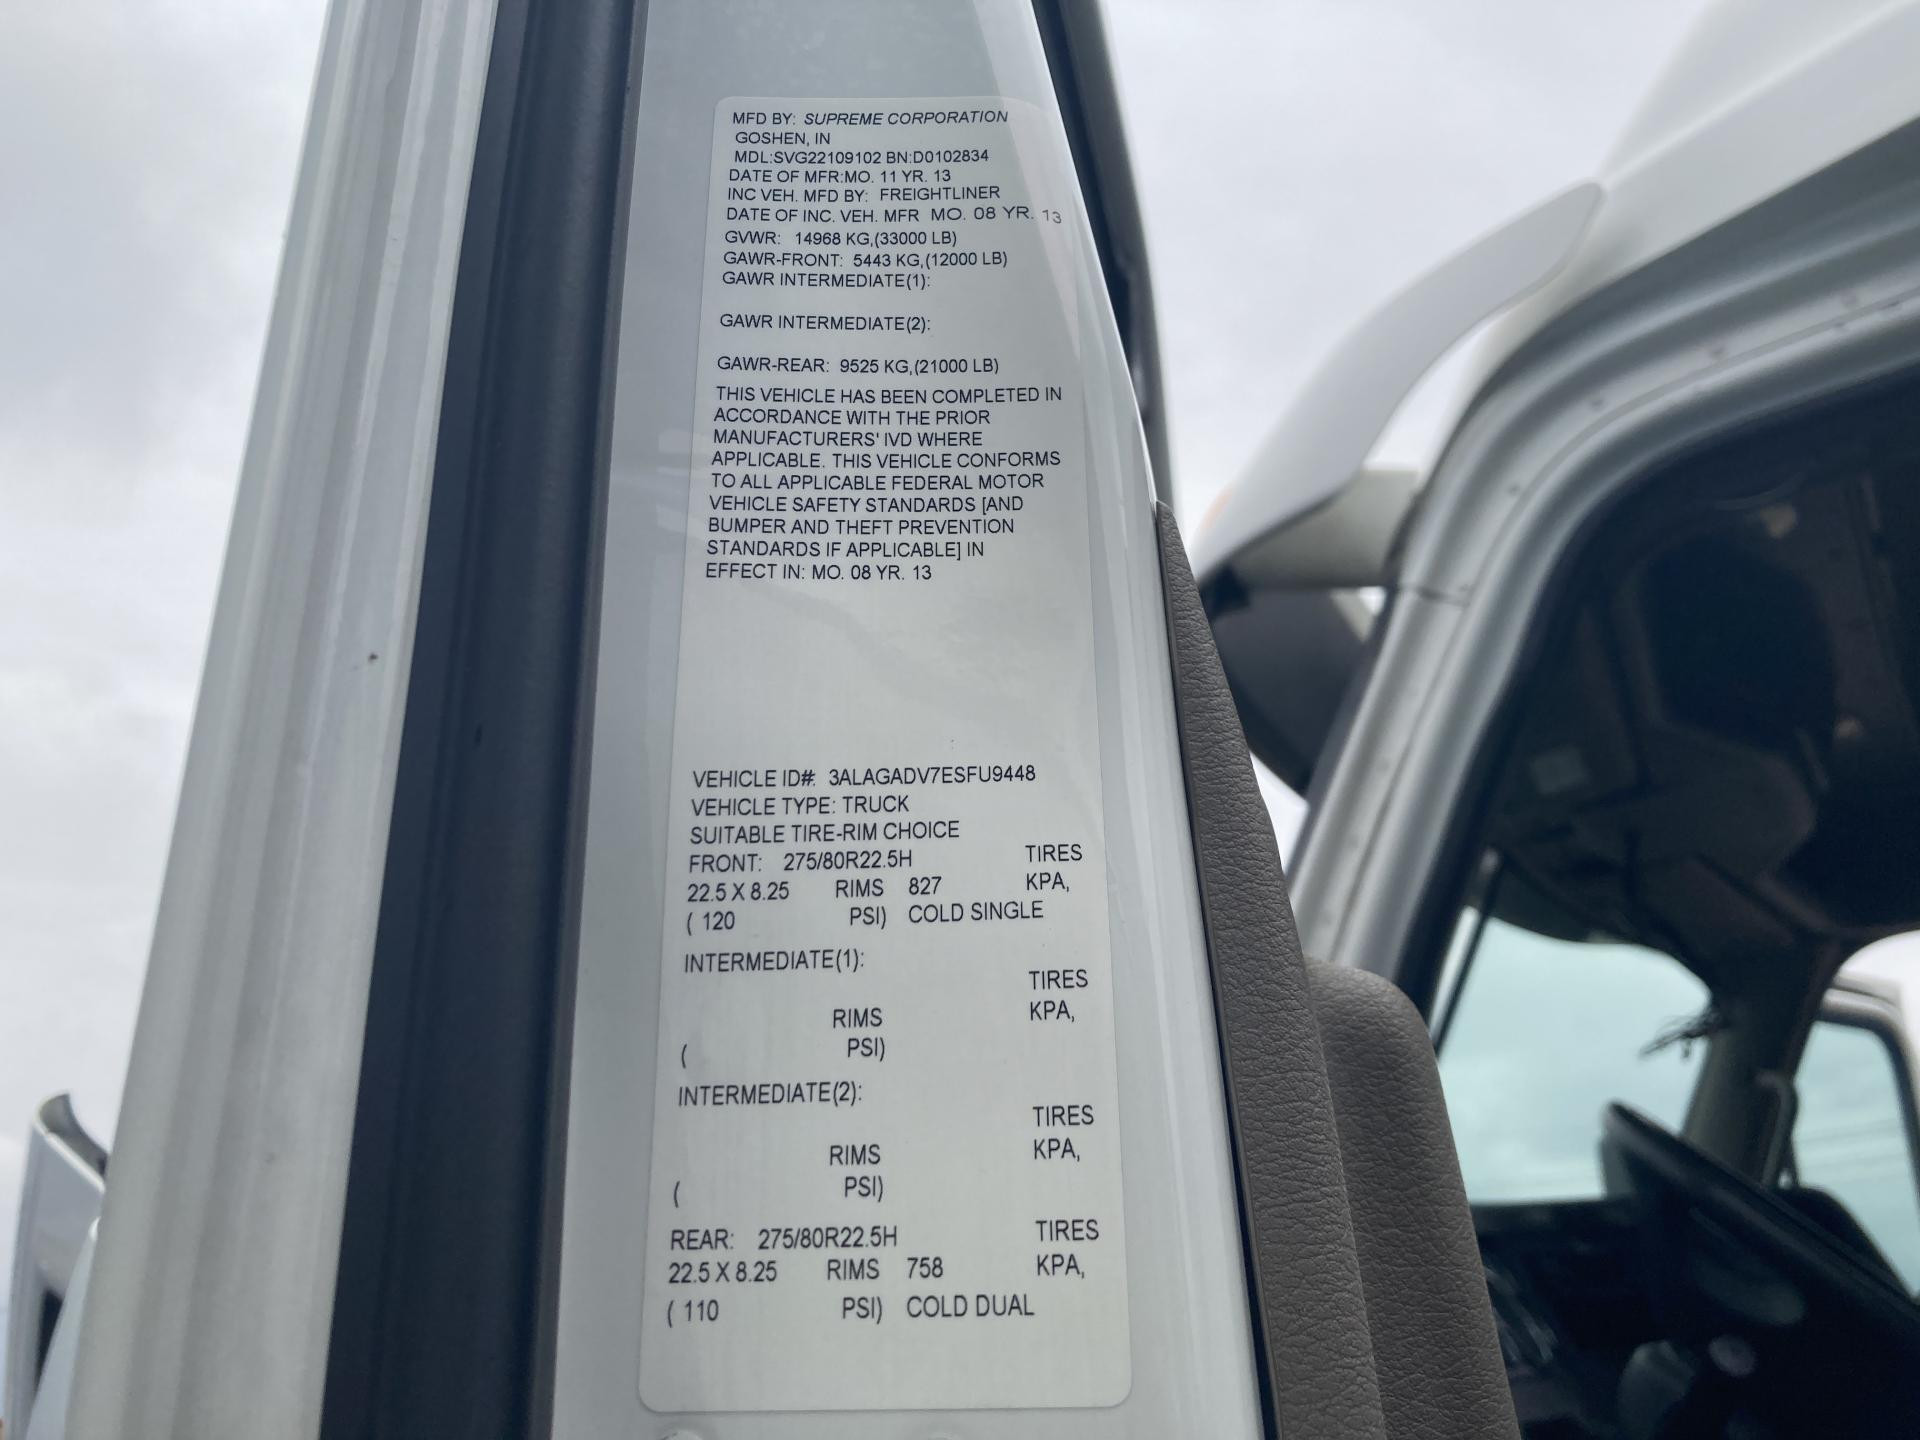 MFD BY: SUPREME CORPORATION
GOSHEN, IN
MDL:SVG22109102 BN:D0102834
DATE OF MFR:MO. 11 YR. 13
INC VEH. MFD BY: FREIGHTLINER
DATE OF INC. VEH. MFR MO. 08 YR. 13
GVWR: 14968 KG,(33000 LB)
GAWR-FRONT: 5443 KG,(12000 LB)
GAWR INTERMEDIATE(1):
GAWR INTERMEDIATE(2):
GAWR-REAR: 9525 KG,(21000 LB)
THIS VEHICLE HAS BEEN COMPLETED IN
ACCORDANCE WITH THE PRIOR
MANUFACTURERS' IVD WHERE
APPLICABLE. THIS VEHICLE CONFORMS
TO ALL APPLICABLE FEDERAL MOTOR
VEHICLE SAFETY STANDARDS [AND
BUMPER AND THEFT PREVENTION
STANDARDS IF APPLICABLE] IN
EFFECT IN: MO. 08 YR. 13
VEHICLE ID#: 3ALAGADV7ESFU9448
VEHICLE TYPE: TRUCK
SUITABLE TIRE-RIM CHOICE
FRONT: 275/80R22.5H TIRES
22.5 X 8.25 RIMS 827 KPA,
( 120 PSI) COLD SINGLE
INTERMEDIATE(1):
TIRES
RIMS KPA,
( PSI)
INTERMEDIATE(2):
TIRES
RIMS KPA,
( PSI)
REAR: 275/80R22.5H TIRES
22.5 X 8.25 RIMS 758 KPA,
( 110 PSI) COLD DUAL